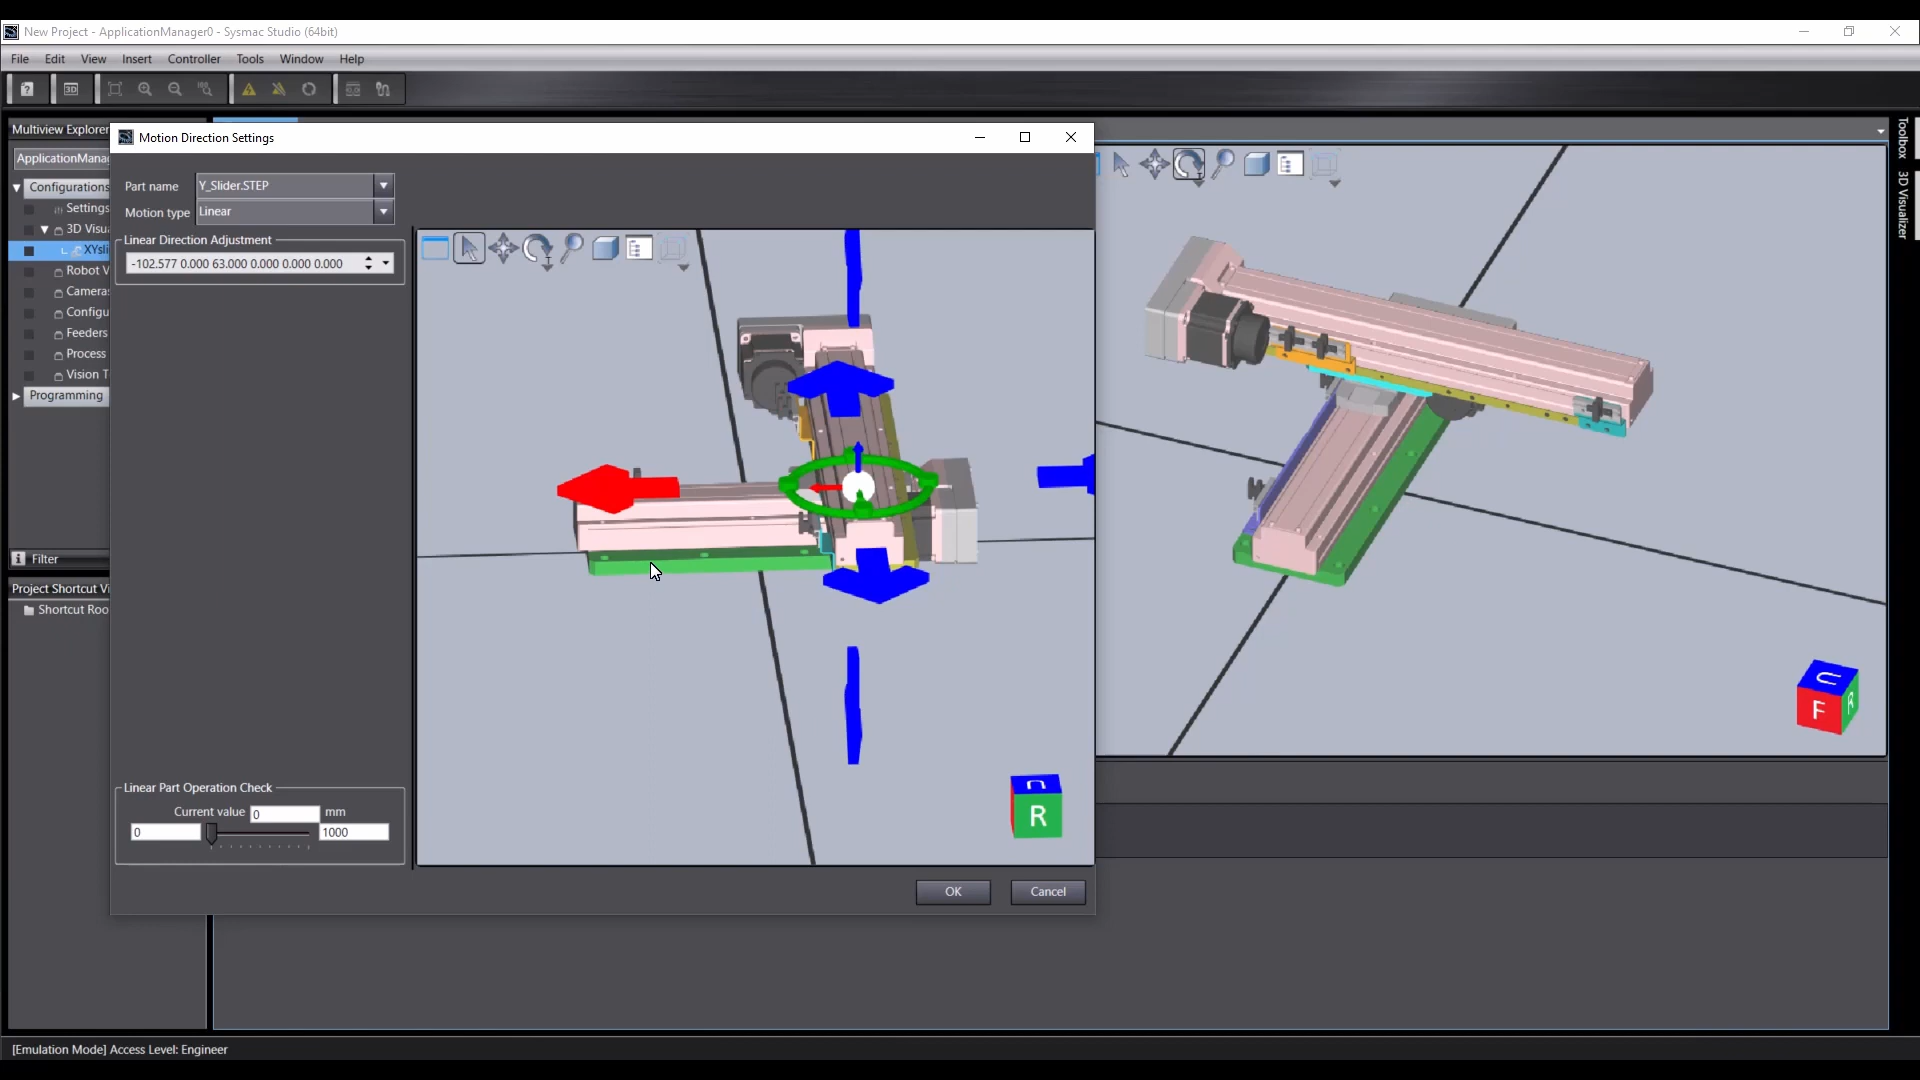 New Project - ApplicationManager0 - Sysmac Studio (64bit)
File Edit View Insert Controller Tools Window Help
3D
Multiview Explorer
Toolbox
3D Visualizer
Motion Direction Settings
ApplicationManag
Part name Y_Slider.STEP
Motion type Linear
Configurations
Settings
3D Visua
XYsli
Robot V
Cameras
Configu
Feeders
Process
Vision T
Programming
Linear Direction Adjustment
-102.577 0.000 63.000 0.000 0.000 0.000
Filter
Project Shortcut Vi
Shortcut Roo
U
F
R
U
R
Linear Part Operation Check
Current value 0 mm
0 1000
OK Cancel
[Emulation Mode] Access Level: Engineer